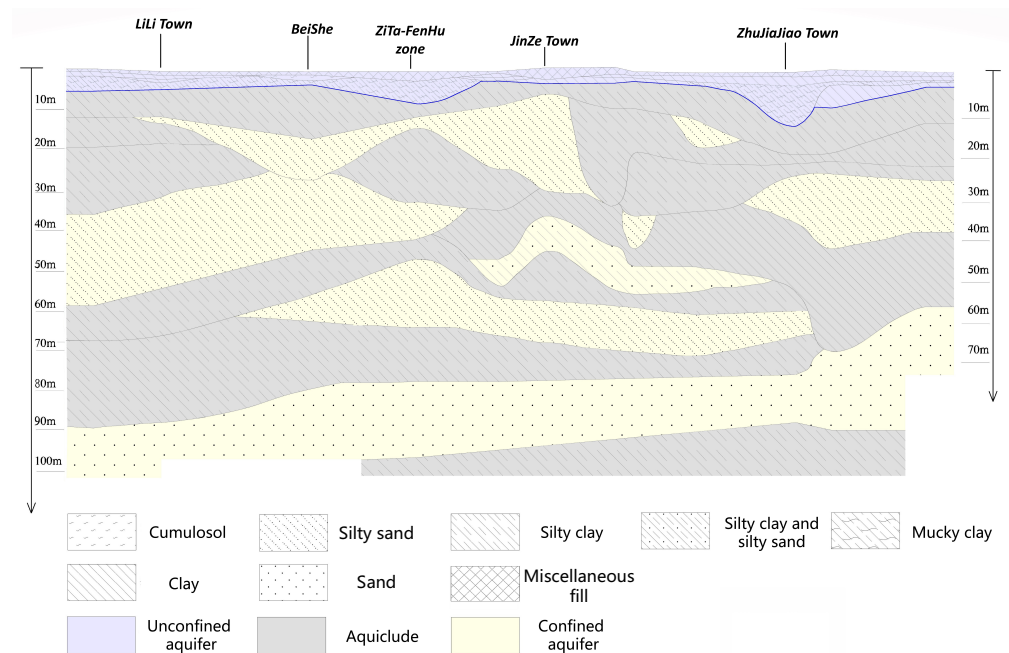 LiLi Town
BeiShe
ZiTa-FenHu
zone
JinZe Town
ZhuJiaJiao Town
10m
20m
30m
40m
50m
60m
70m
80m
90m
100m
10m
20m
30m
40m
50m
60m
70m
Cumulosol
Silty sand
Silty clay
Silty clay and
silty sand
Mucky clay
Clay
Sand
Miscellaneous
fill
Unconfined
aquifer
Aquiclude
Confined
aquifer